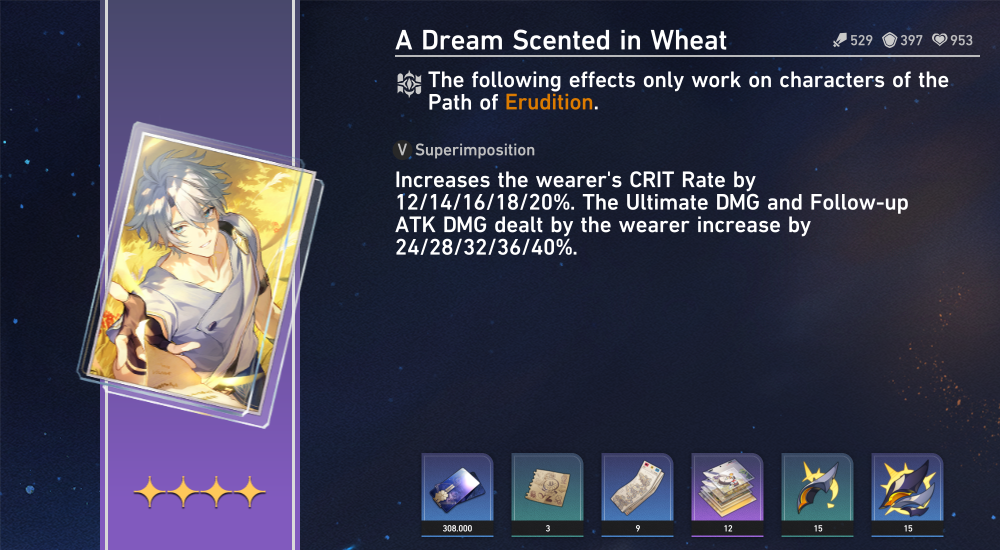 A Dream Scented in Wheat
529 397 953
The following effects only work on characters of the
Path of Erudition.
V Superimposition
Increases the wearer's CRIT Rate by
12/14/16/18/20%. The Ultimate DMG and Follow-up
ATK DMG dealt by the wearer increase by
24/28/32/36/40%.
308.000 3 9 12 15 15